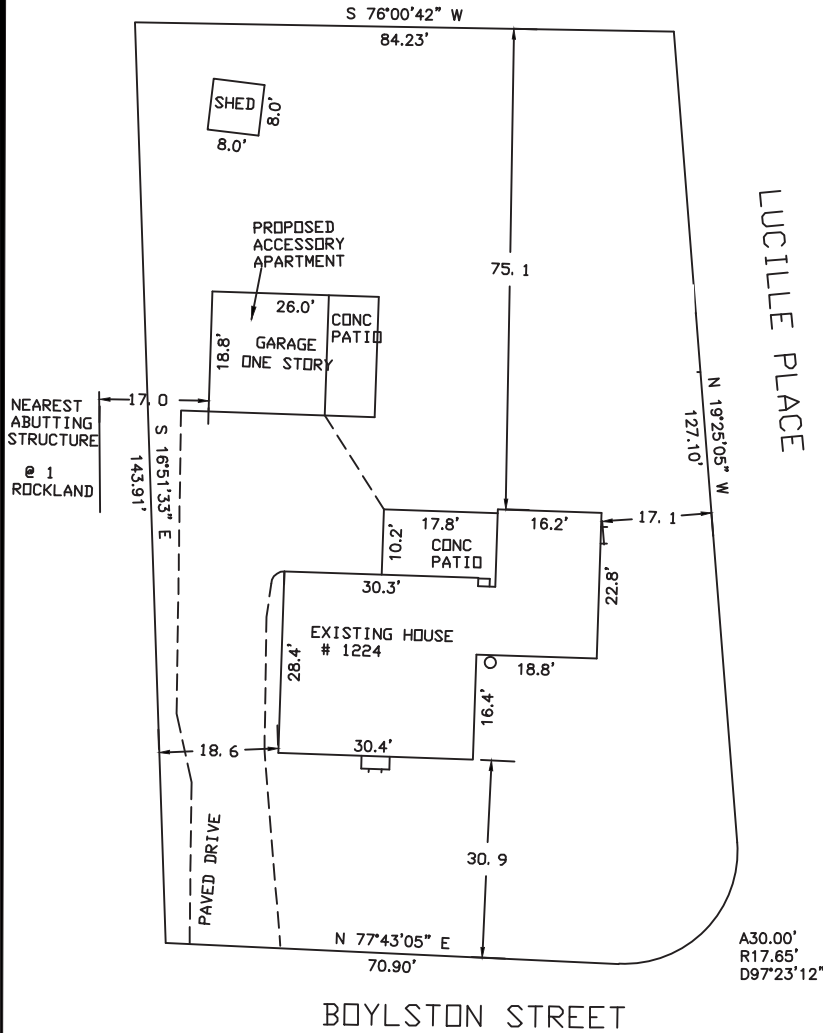 S 76°00'42" W
84.23'
SHED
8.0'
8.0'
LUCILLE PLACE
PROPOSED
ACCESSORY
APARTMENT
75.1
26.0'
CONC
PATIO
18.8'
GARAGE
ONE STORY
17.0
NEAREST
ABUTTING
STRUCTURE
@ 1
ROCKLAND
S 16°51'33" E
143.91'
N 19°25'05" W
127.10'
17.8'
16.2'
17.1
10.2'
CONC
PATIO
30.3'
22.8'
EXISTING HOUSE
# 1224
28.4'
18.8'
16.4'
18.6
30.4'
30.9
PAVED DRIVE
N 77°43'05" E
70.90'
A30.00'
R17.65'
D97°23'12"
BOYLSTON STREET